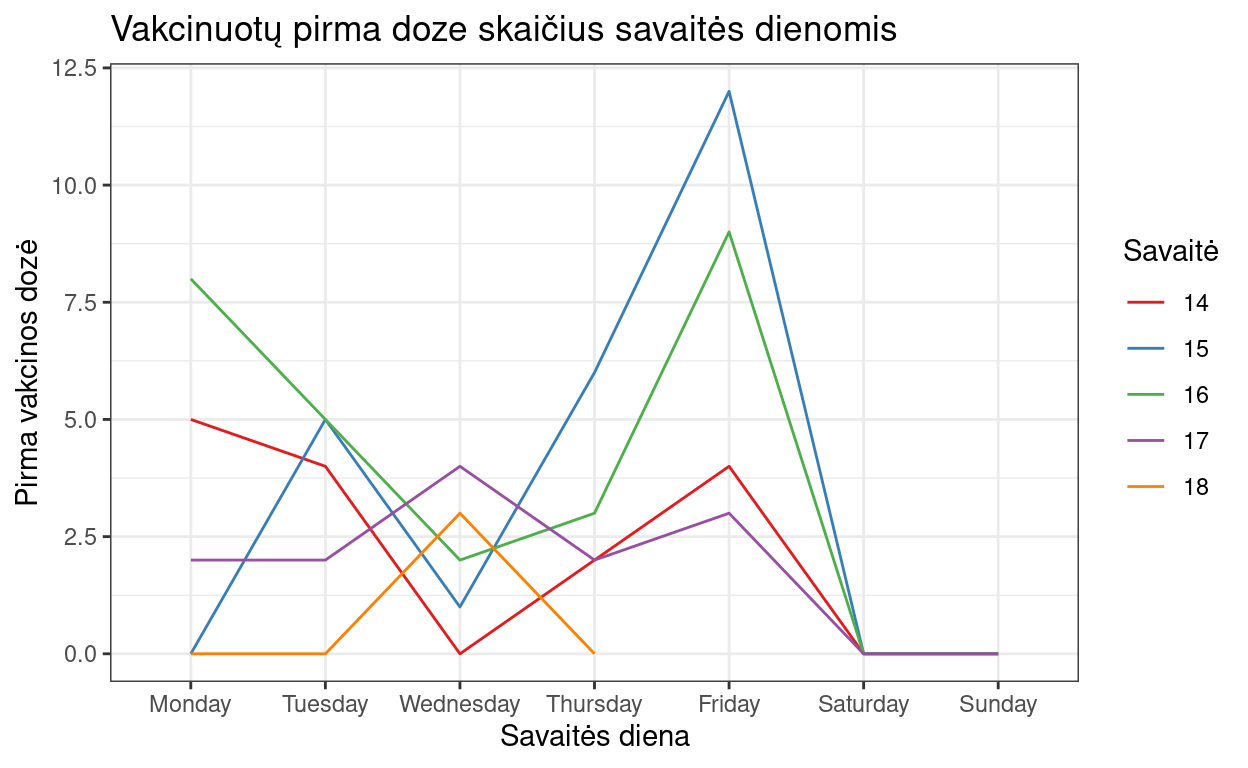 Vakcinuotų pirma doze skaičius savaitės dienomis
Pirma vakcinos dozė
12.5
10.0
7.5
5.0
2.5
0.0
Monday
Tuesday
Wednesday
Thursday
Friday
Saturday
Sunday
Savaitės diena
Savaitė
14
15
16
17
18